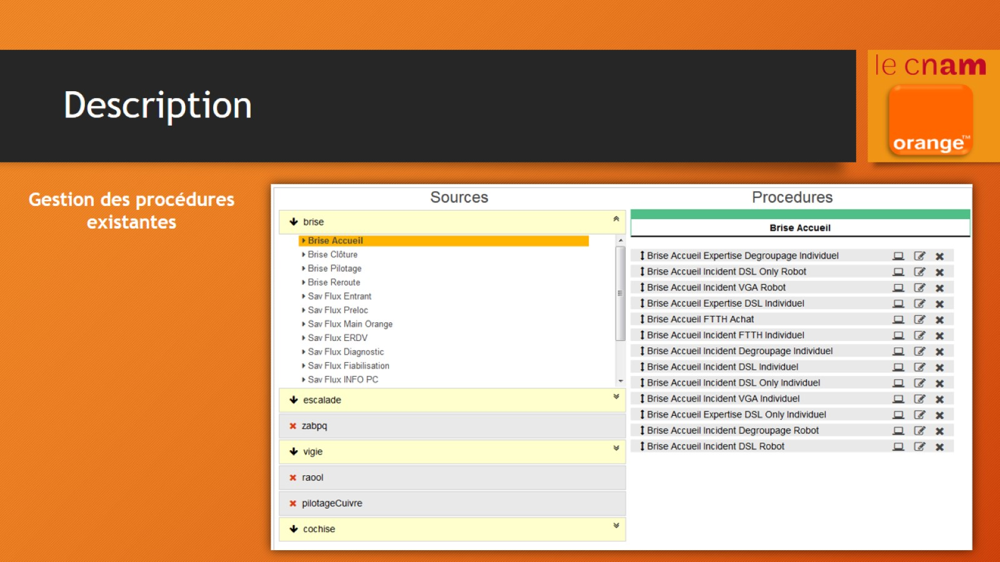 Description
le cnam
orange™
Gestion des procédures
existantes
Sources
brise
Brise Accueil
Brise Clôture
Brise Pilotage
Brise Reroute
Sav Flux Entrant
Sav Flux Preloc
Sav Flux Main Orange
Sav Flux ERDV
Sav Flux Diagnostic
Sav Flux Fiabilisation
Sav Flux INFO PC
escalade
zabpq
vigie
raool
pilotageCuivre
cochise
Procedures
Brise Accueil
Brise Accueil Expertise Degroupage Individuel
Brise Accueil Incident DSL Only Robot
Brise Accueil Incident VGA Robot
Brise Accueil Expertise DSL Individuel
Brise Accueil FTTH Achat
Brise Accueil Incident FTTH Individuel
Brise Accueil Incident Degroupage Individuel
Brise Accueil Incident DSL Individuel
Brise Accueil Incident DSL Only Individuel
Brise Accueil Incident VGA Individuel
Brise Accueil Expertise DSL Only Individuel
Brise Accueil Incident Degroupage Robot
Brise Accueil Incident DSL Robot